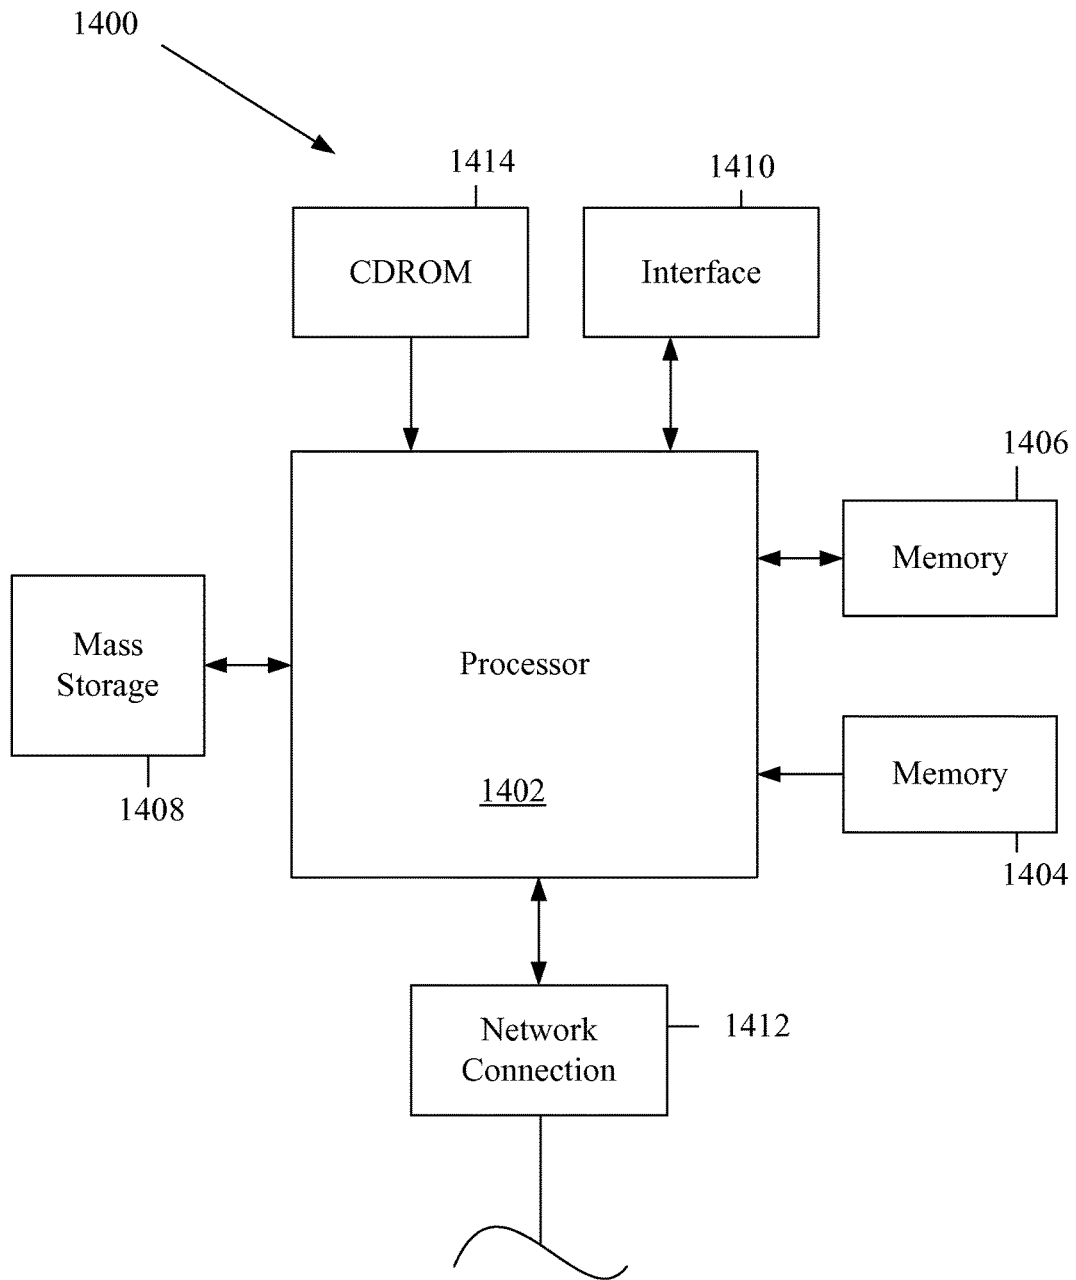 1400
1414
1410
CDROM
Interface
1406
Memory
Mass
Storage
Processor
1408
1402
Memory
1404
Network
Connection
1412